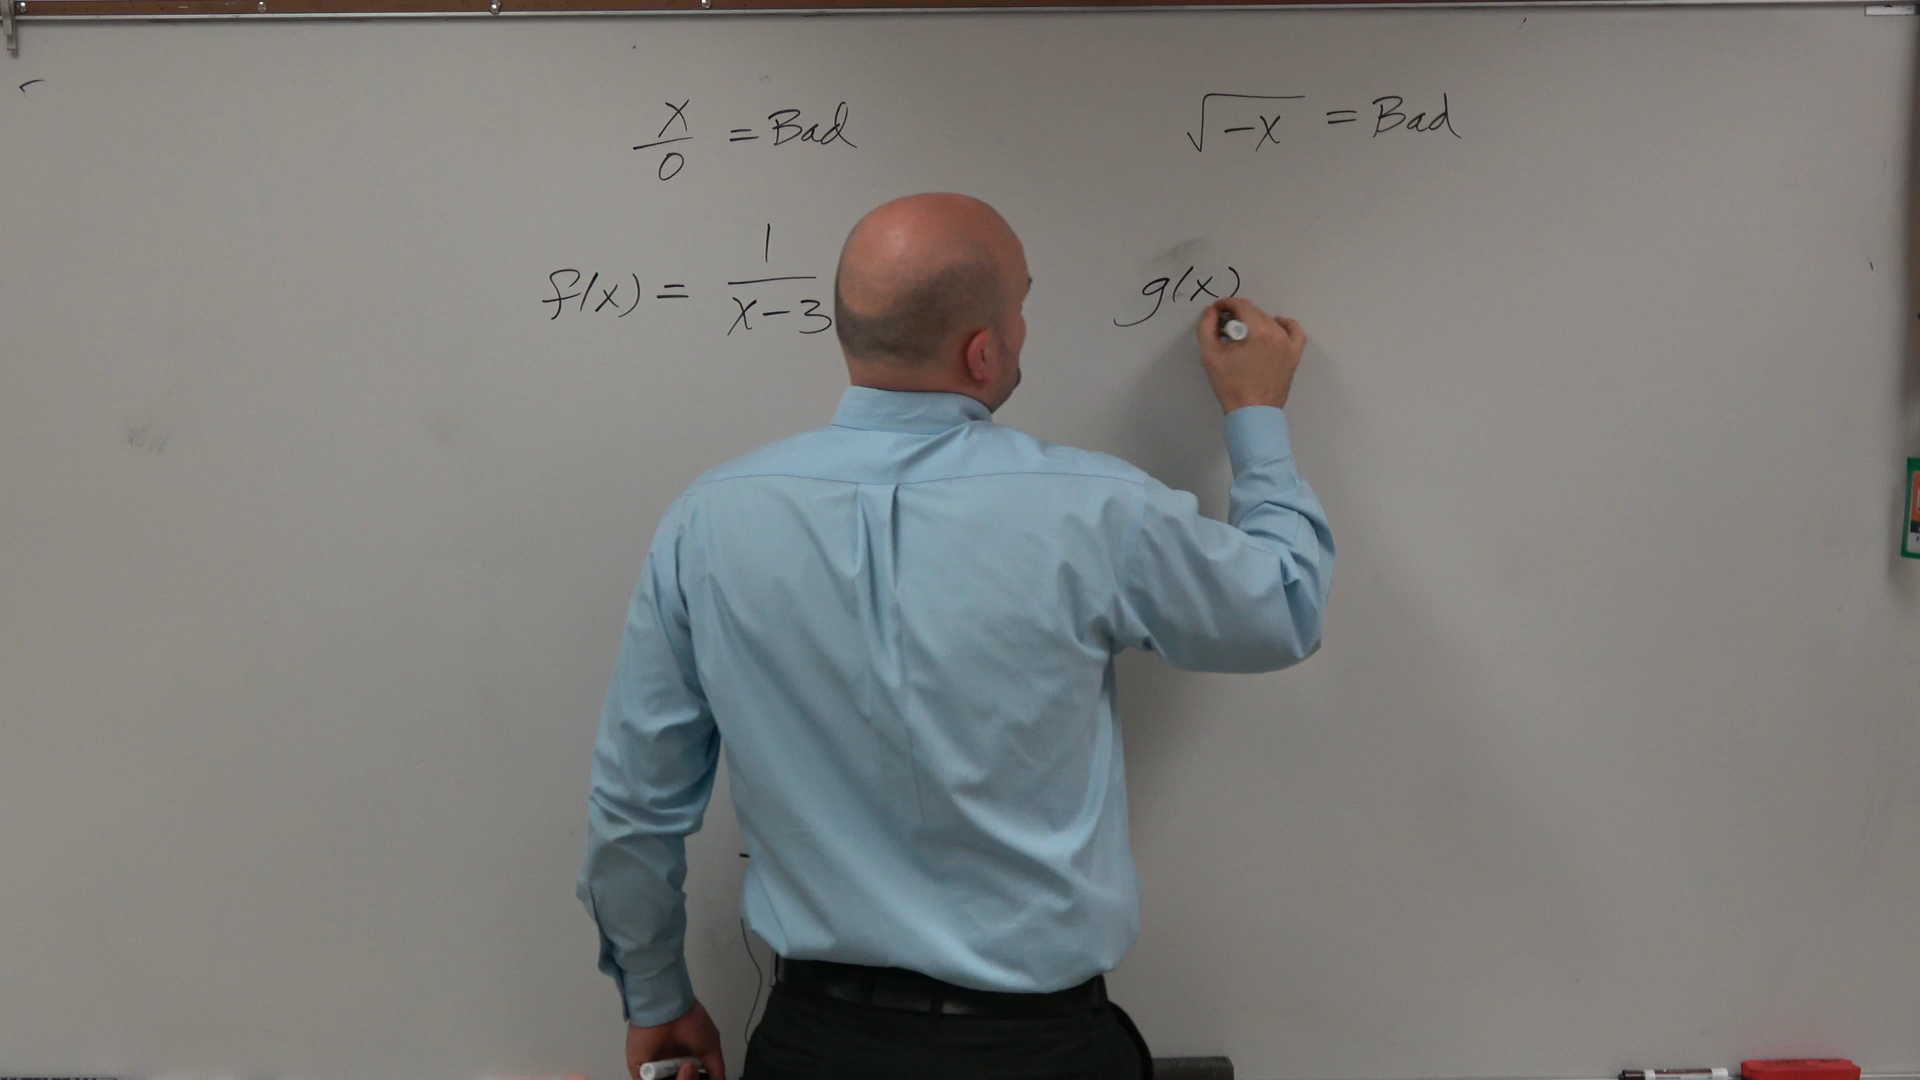 x/0 = Bad
√-x = Bad
f(x) = 1/(x-3
g(x)